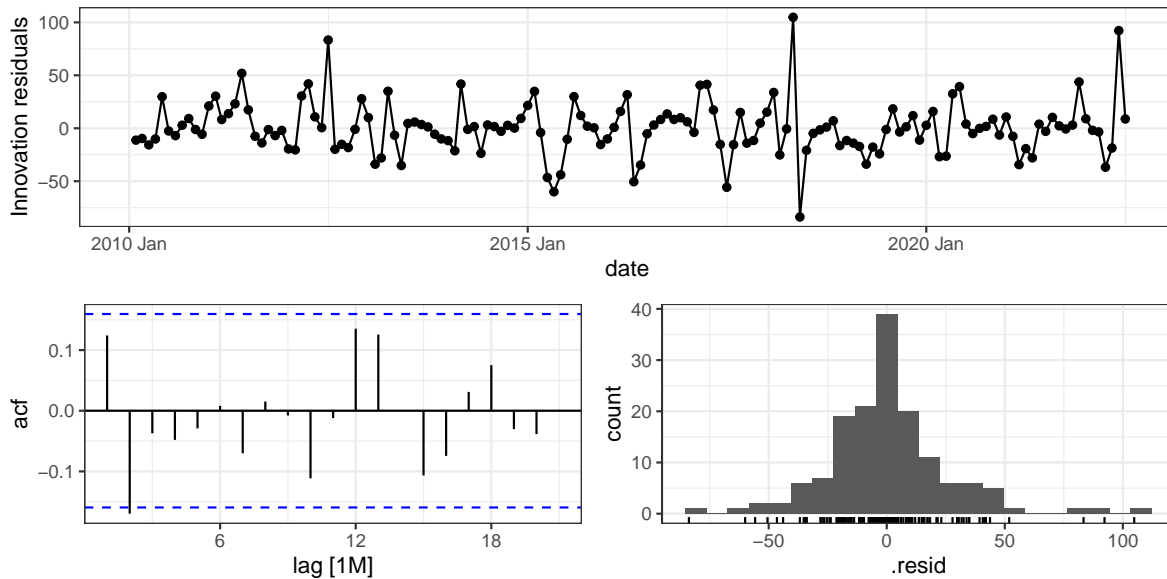 Innovation residuals
100
50
0
−50
2010 Jan
2015 Jan
2020 Jan
date
acf
0.1
0.0
−0.1
6
12
18
lag [1M]
count
40
30
20
10
0
−50
0
50
100
.resid